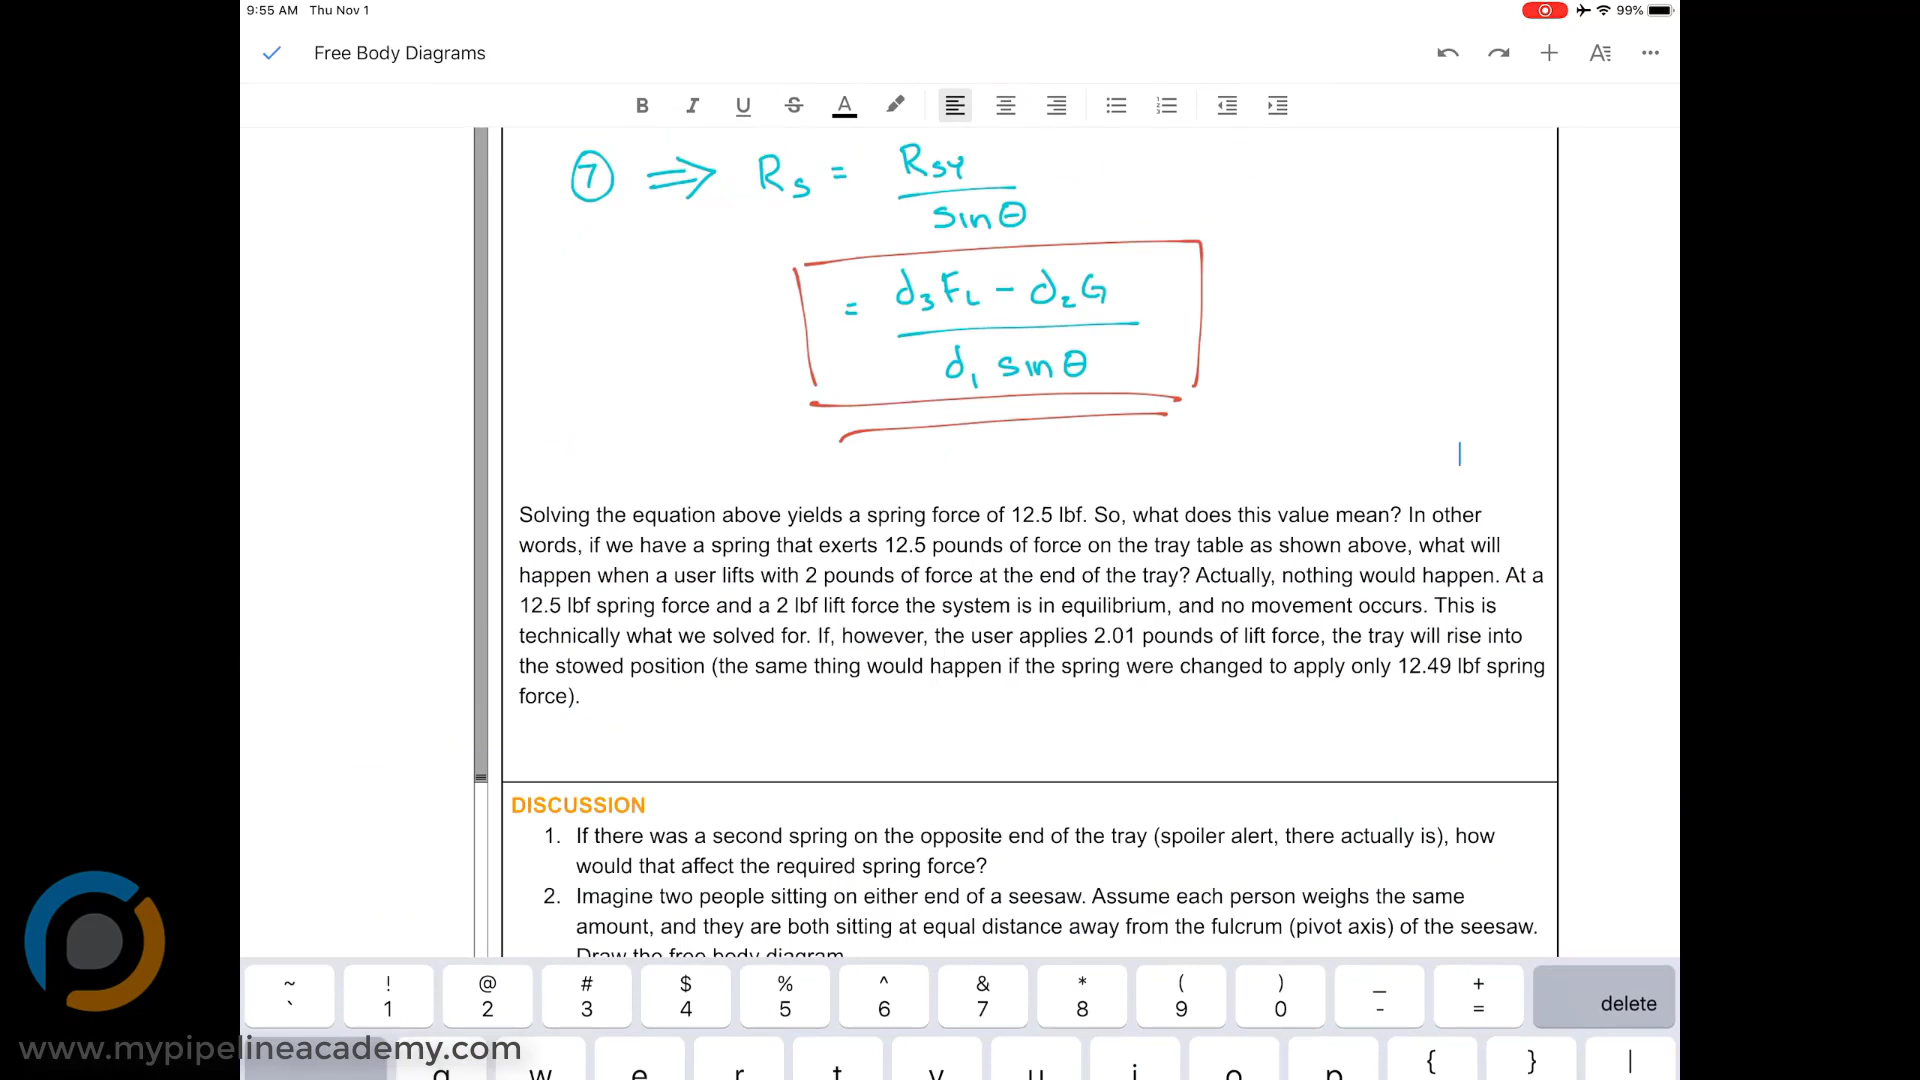 9:55 AM Thu Nov 1
99%
Free Body Diagrams
B I U S A
7 ⇒ Rs = RSY
sin θ
= d3 FL - d2 G
d1 sin θ
Solving the equation above yields a spring force of 12.5 lbf. So, what does this value mean? In other
words, if we have a spring that exerts 12.5 pounds of force on the tray table as shown above, what will
happen when a user lifts with 2 pounds of force at the end of the tray? Actually, nothing would happen. At a
12.5 lbf spring force and a 2 lbf lift force the system is in equilibrium, and no movement occurs. This is
technically what we solved for. If, however, the user applies 2.01 pounds of lift force, the tray will rise into
the stowed position (the same thing would happen if the spring were changed to apply only 12.49 lbf spring
force).
DISCUSSION
1. If there was a second spring on the opposite end of the tray (spoiler alert, there actually is), how
would that affect the required spring force?
2. Imagine two people sitting on either end of a seesaw. Assume each person weighs the same
amount, and they are both sitting at equal distance away from the fulcrum (pivot axis) of the seesaw.
Draw the free body diagram
~ ! @ # $ % ^ & * ( ) _ +
` 1 2 3 4 5 6 7 8 9 0 - = delete
www.mypipelineacademy.com
q w e r t y u i o p { } |